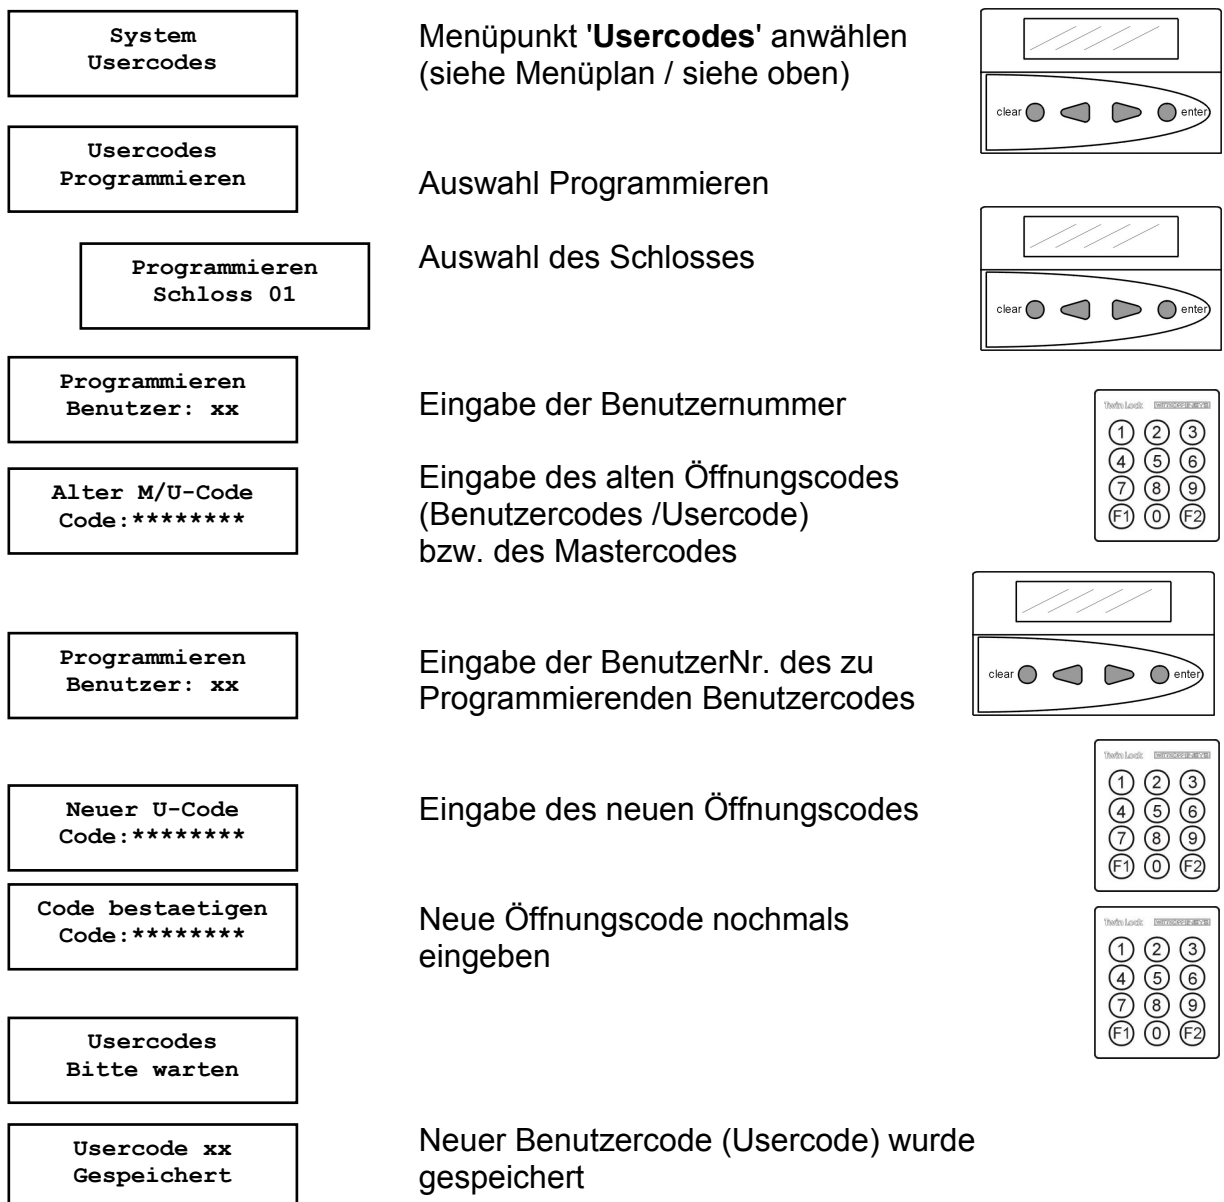 System
Usercodes
Menüpunkt 'Usercodes' anwählen
(siehe Menüplan / siehe oben)
clear enter
Usercodes
Programmieren
Auswahl Programmieren
Programmieren
Schloss 01
Auswahl des Schlosses
clear enter
Programmieren
Benutzer: xx
Eingabe der Benutzernummer
Twin Lock
1 2 3
4 5 6
7 8 9
F1 0 F2
Alter M/U-Code
Code:********
Eingabe des alten Öffnungscodes
(Benutzercodes /Usercode)
bzw. des Mastercodes
Programmieren
Benutzer: xx
Eingabe der BenutzerNr. des zu
Programmierenden Benutzercodes
clear enter
Neuer U-Code
Code:********
Eingabe des neuen Öffnungscodes
Twin Lock
1 2 3
4 5 6
7 8 9
F1 0 F2
Code bestaetigen
Code:********
Neue Öffnungscode nochmals
eingeben
Twin Lock
1 2 3
4 5 6
7 8 9
F1 0 F2
Usercodes
Bitte warten
Usercode xx
Gespeichert
Neuer Benutzercode (Usercode) wurde
gespeichert